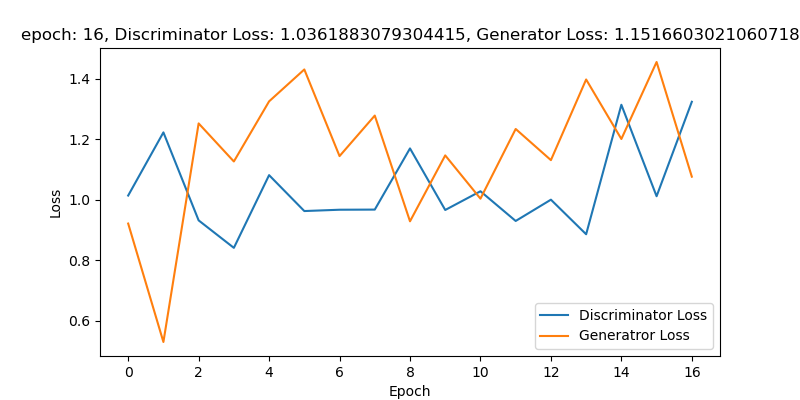 epoch: 16, Discriminator Loss: 1.0361883079304415, Generator Loss: 1.1516603021060718
1.4
1.2
1.0
0.8
0.6
Loss
0 2 4 6 8 10 12 14 16
Epoch
Discriminator Loss
Generatror Loss